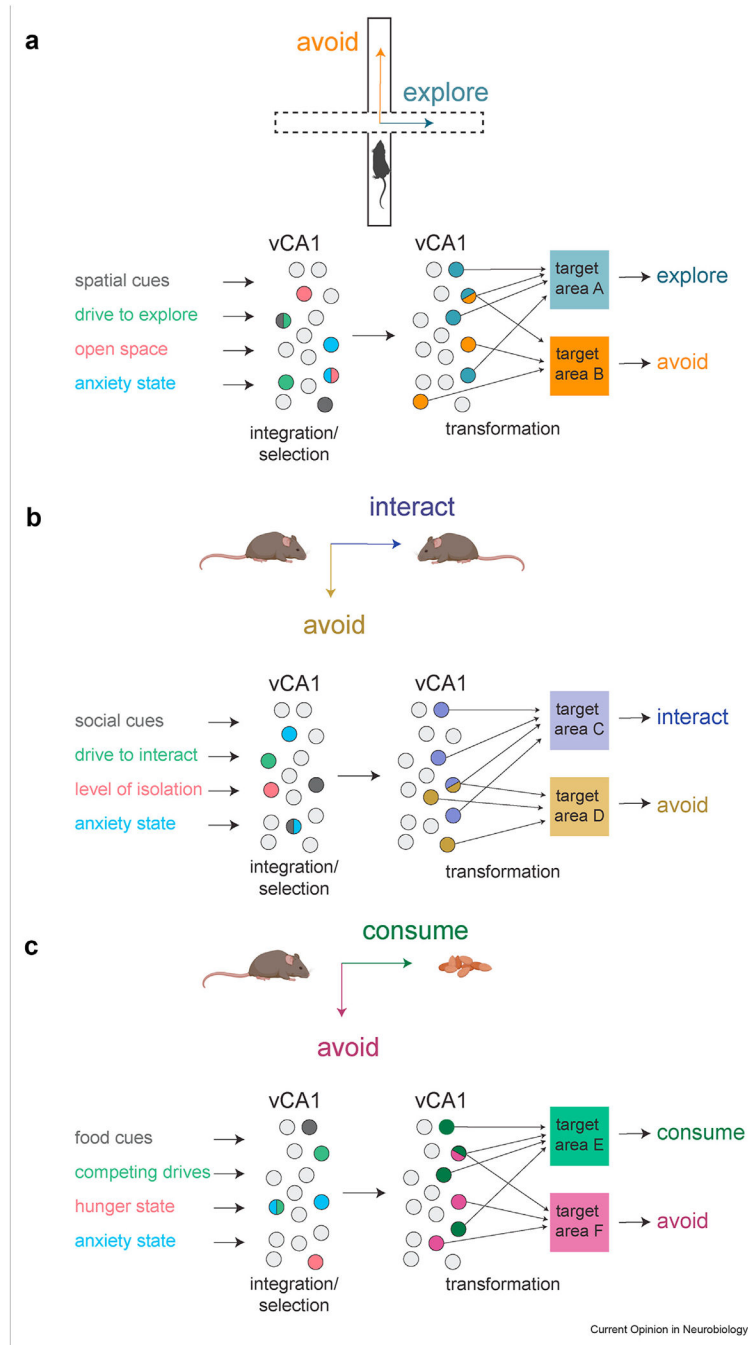 a
avoid
explore
vCA1
vCA1
spatial cues
drive to explore
open space
anxiety state
target
area A
explore
target
area B
avoid
integration/
selection
transformation
b
interact
avoid
vCA1
vCA1
social cues
drive to interact
level of isolation
anxiety state
target
area C
interact
target
area D
avoid
integration/
selection
transformation
c
consume
avoid
vCA1
vCA1
food cues
competing drives
hunger state
anxiety state
target
area E
consume
target
area F
avoid
integration/
selection
transformation
Current Opinion in Neurobiology